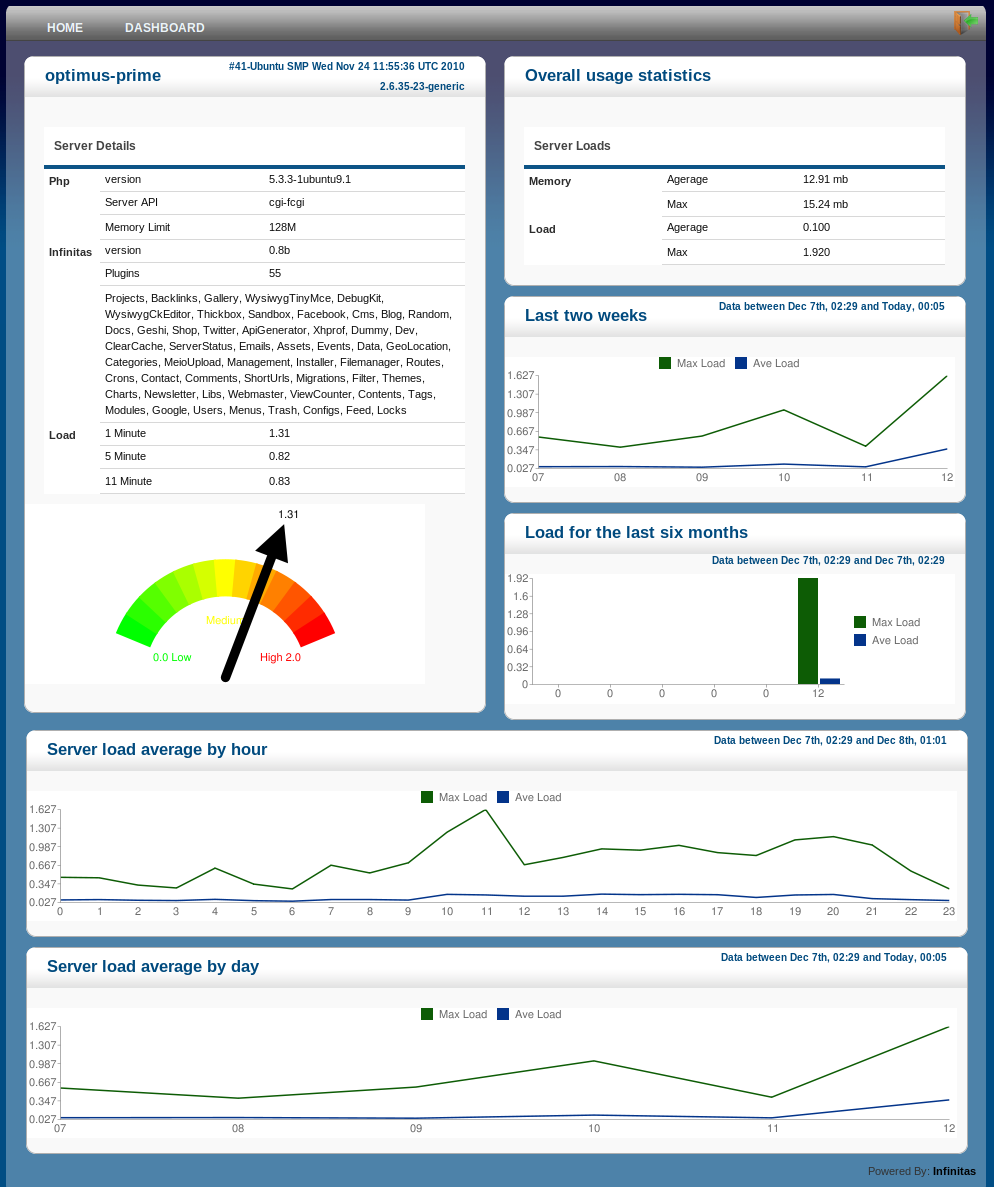 HOME DASHBOARD
optimus-prime
#41-Ubuntu SMP Wed Nov 24 11:55:36 UTC 2010
2.6.35-23-generic
Server Details
Php version 5.3.3-1ubuntu9.1
Server API cgi-fcgi
Memory Limit 128M
Infinitas version 0.8b
Plugins 55
Projects, Backlinks, Gallery, WysiwygTinyMce, DebugKit,
WysiwygCkEditor, Thickbox, Sandbox, Facebook, Cms, Blog, Random,
Docs, Geshi, Shop, Twitter, ApiGenerator, Xhprof, Dummy, Dev,
ClearCache, ServerStatus, Emails, Assets, Events, Data, GeoLocation,
Categories, MeioUpload, Management, Installer, Filemanager, Routes,
Crons, Contact, Comments, ShortUrls, Migrations, Filter, Themes,
Charts, Newsletter, Libs, Webmaster, ViewCounter, Contents, Tags,
Modules, Google, Users, Menus, Trash, Configs, Feed, Locks
Load 1 Minute 1.31
5 Minute 0.82
11 Minute 0.83
1.31
Medium
0.0 Low High 2.0
Overall usage statistics
Server Loads
Memory Agerage 12.91 mb
Max 15.24 mb
Load Agerage 0.100
Max 1.920
Last two weeks
Data between Dec 7th, 02:29 and Today, 00:05
Max Load Ave Load
1.627
1.307
0.987
0.667
0.347
0.027
07 08 09 10 11 12
Load for the last six months
Data between Dec 7th, 02:29 and Dec 7th, 02:29
1.92
1.6
1.28
0.96
0.64
0.32
0
Max Load
Ave Load
0 0 0 0 0 12
Server load average by hour
Data between Dec 7th, 02:29 and Dec 8th, 01:01
Max Load Ave Load
1.627
1.307
0.987
0.667
0.347
0.027
0 1 2 3 4 5 6 7 8 9 10 11 12 13 14 15 16 17 18 19 20 21 22 23
Server load average by day
Data between Dec 7th, 02:29 and Today, 00:05
Max Load Ave Load
1.627
1.307
0.987
0.667
0.347
0.027
07 08 09 10 11 12
Powered By: Infinitas